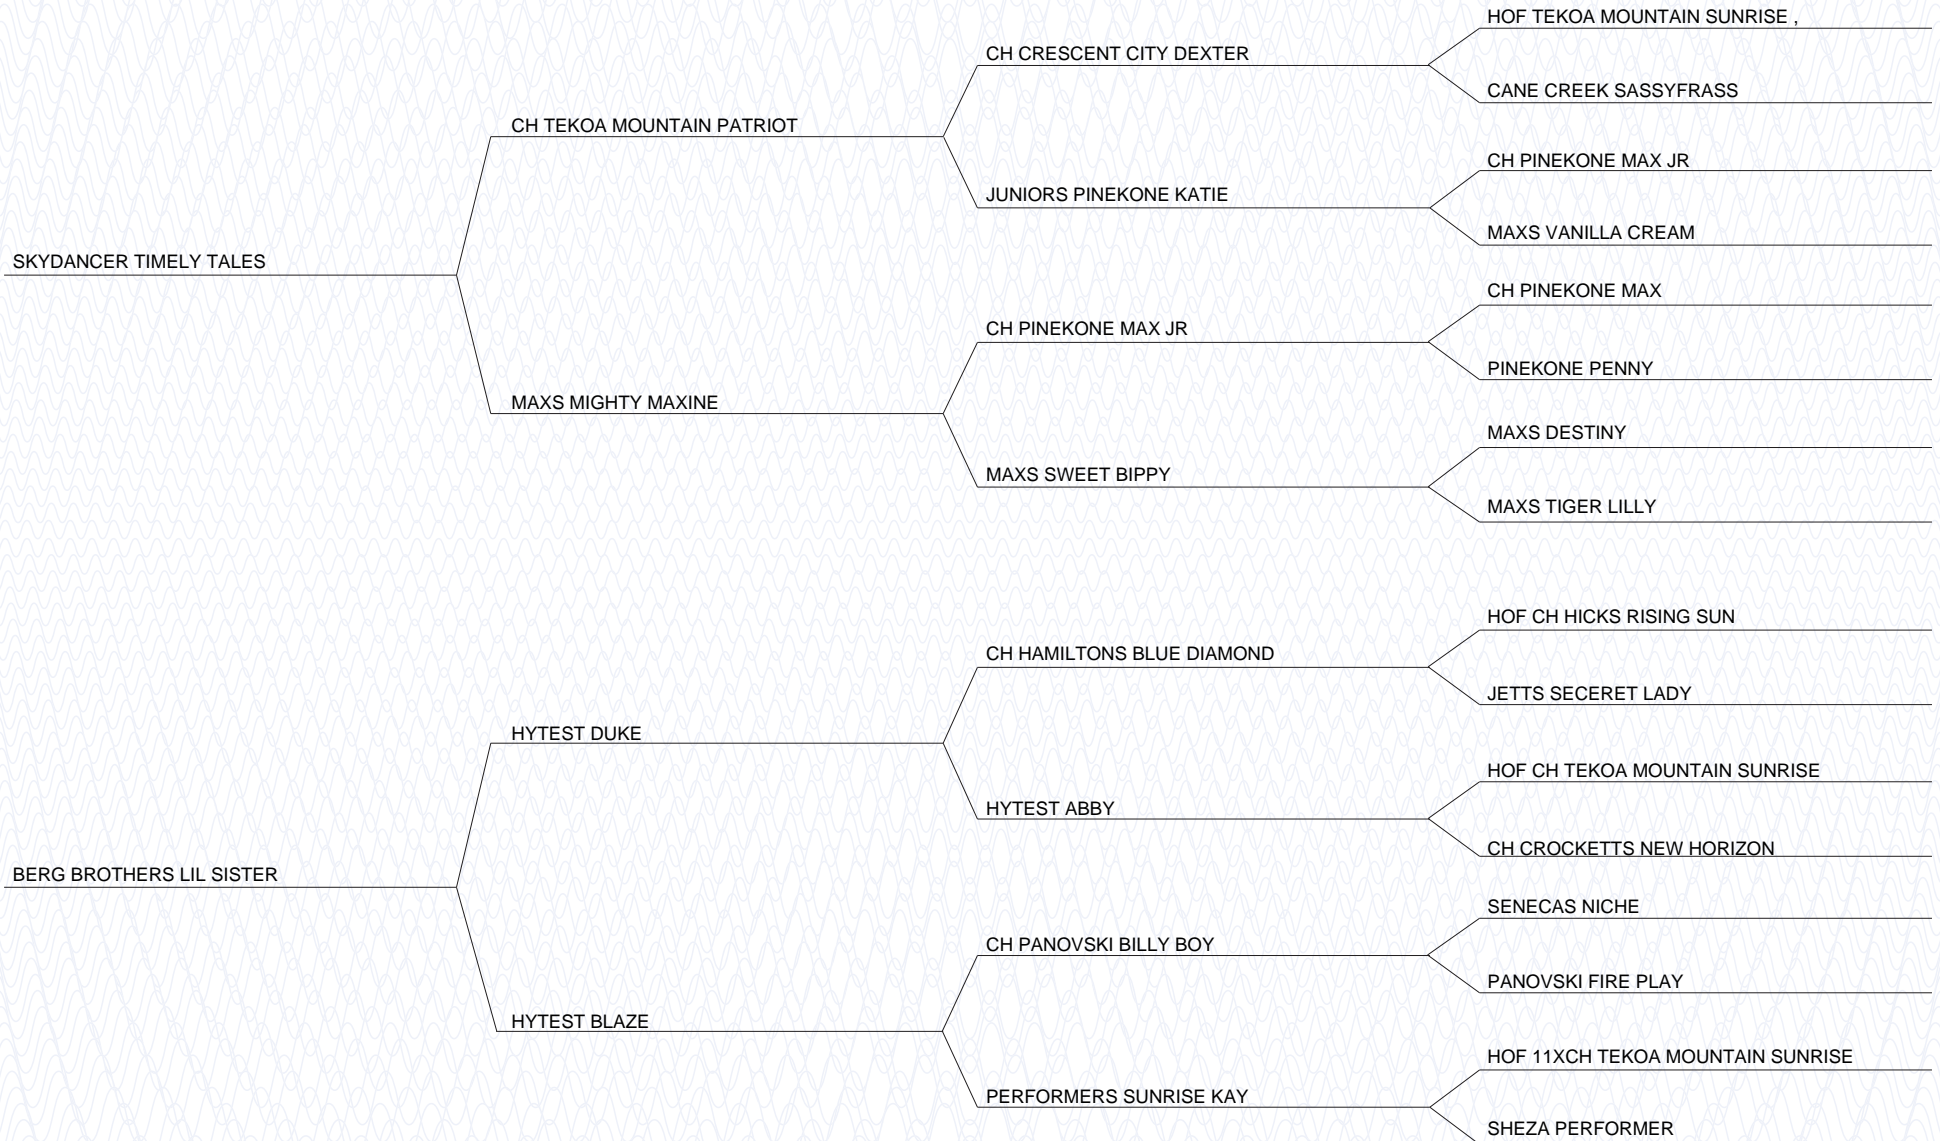 HOF TEKOA MOUNTAIN SUNRISE ,
CH CRESCENT CITY DEXTER
CANE CREEK SASSYFRASS
CH TEKOA MOUNTAIN PATRIOT
CH PINEKONE MAX JR
JUNIORS PINEKONE KATIE
MAXS VANILLA CREAM
SKYDANCER TIMELY TALES
CH PINEKONE MAX
CH PINEKONE MAX JR
PINEKONE PENNY
MAXS MIGHTY MAXINE
MAXS DESTINY
MAXS SWEET BIPPY
MAXS TIGER LILLY
HOF CH HICKS RISING SUN
CH HAMILTONS BLUE DIAMOND
JETTS SECERET LADY
HYTEST DUKE
HOF CH TEKOA MOUNTAIN SUNRISE
HYTEST ABBY
CH CROCKETTS NEW HORIZON
BERG BROTHERS LIL SISTER
SENECAS NICHE
CH PANOVSKI BILLY BOY
PANOVSKI FIRE PLAY
HYTEST BLAZE
HOF 11XCH TEKOA MOUNTAIN SUNRISE
PERFORMERS SUNRISE KAY
SHEZA PERFORMER